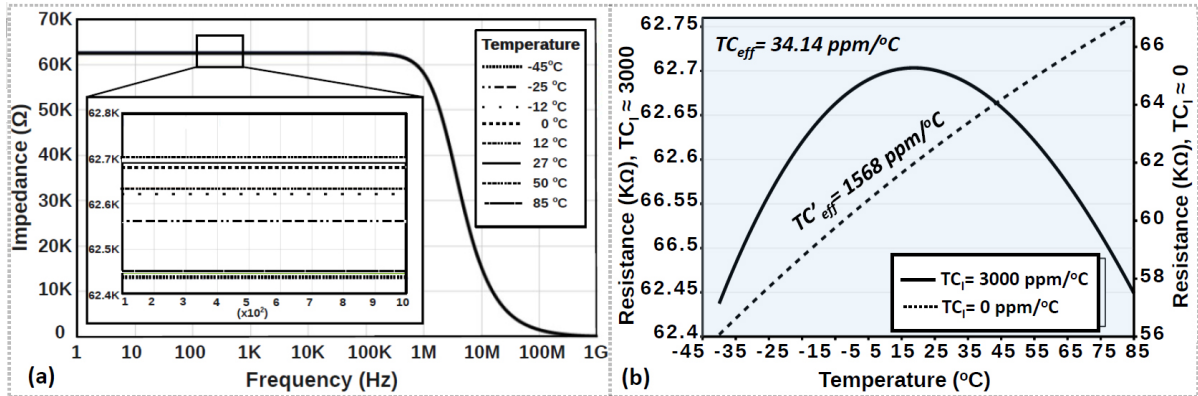 70K
60K
50K
40K
30K
20K
10K
0
Impedance (Ω)
1
10
100
1K
10K
100K
1M
10M
100M
1G
Frequency (Hz)
(a)
Temperature
-45°C
-25 °C
-12 °C
0 °C
12 °C
27 °C
50 °C
85 °C
62.8K
62.7K
62.6K
62.5K
62.4K
1 2 3 4 5 6 7 8 9 10
(x10²)
62.75
62.7
62.65
62.6
66.55
66.5
62.45
62.4
Resistance (KΩ), TCI ≈ 3000
TCeff= 34.14 ppm/°C
TC'eff= 1568 ppm/°C
TCI= 3000 ppm/°C
TCI= 0 ppm/°C
66
64
62
60
58
56
Resistance (KΩ), TCI ≈ 0
-45 -35 -25 -15 -5 5 15 25 35 45 55 65 75 85
Temperature (°C)
(b)